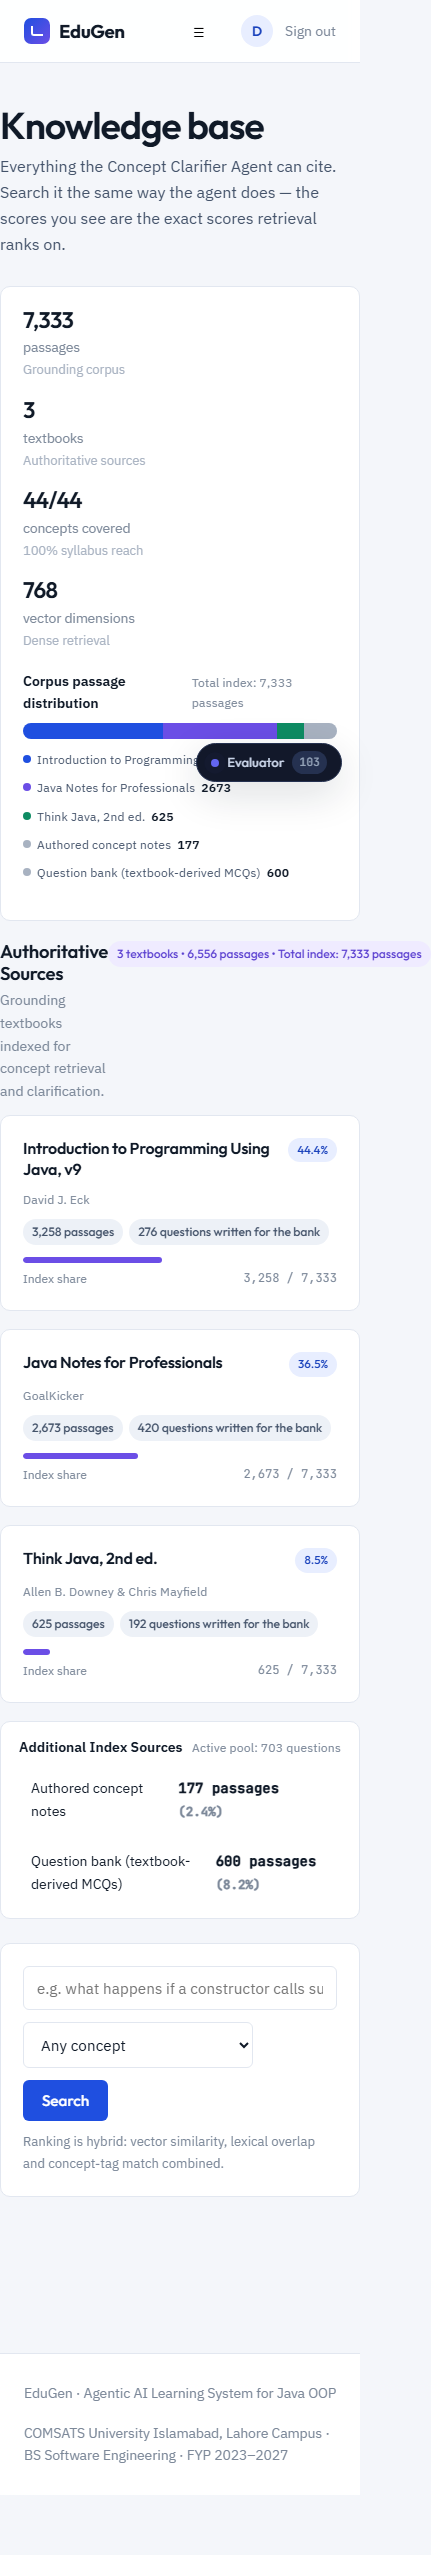 EduGen
☰
D
Sign out
Knowledge base
Everything the Concept Clarifier Agent can cite.
Search it the same way the agent does — the
scores you see are the exact scores retrieval
ranks on.
7,333
passages
Grounding corpus
3
textbooks
Authoritative sources
44/44
concepts covered
100% syllabus reach
768
vector dimensions
Dense retrieval
Corpus passage
distribution
Total index: 7,333
passages
Introduction to Programming
Evaluator 103
Java Notes for Professionals 2673
Think Java, 2nd ed. 625
Authored concept notes 177
Question bank (textbook-derived MCQs) 600
Authoritative
Sources
3 textbooks • 6,556 passages • Total index: 7,333 passages
Grounding
textbooks
indexed for
concept retrieval
and clarification.
Introduction to Programming Using
Java, v9
44.4%
David J. Eck
3,258 passages
276 questions written for the bank
Index share
3,258 / 7,333
Java Notes for Professionals
36.5%
GoalKicker
2,673 passages
420 questions written for the bank
Index share
2,673 / 7,333
Think Java, 2nd ed.
8.5%
Allen B. Downey & Chris Mayfield
625 passages
192 questions written for the bank
Index share
625 / 7,333
Additional Index Sources
Active pool: 703 questions
Authored concept
notes
177 passages
(2.4%)
Question bank (textbook-
derived MCQs)
600 passages
(8.2%)
e.g. what happens if a constructor calls su
Any concept
Search
Ranking is hybrid: vector similarity, lexical overlap
and concept-tag match combined.
EduGen · Agentic AI Learning System for Java OOP
COMSATS University Islamabad, Lahore Campus ·
BS Software Engineering · FYP 2023–2027